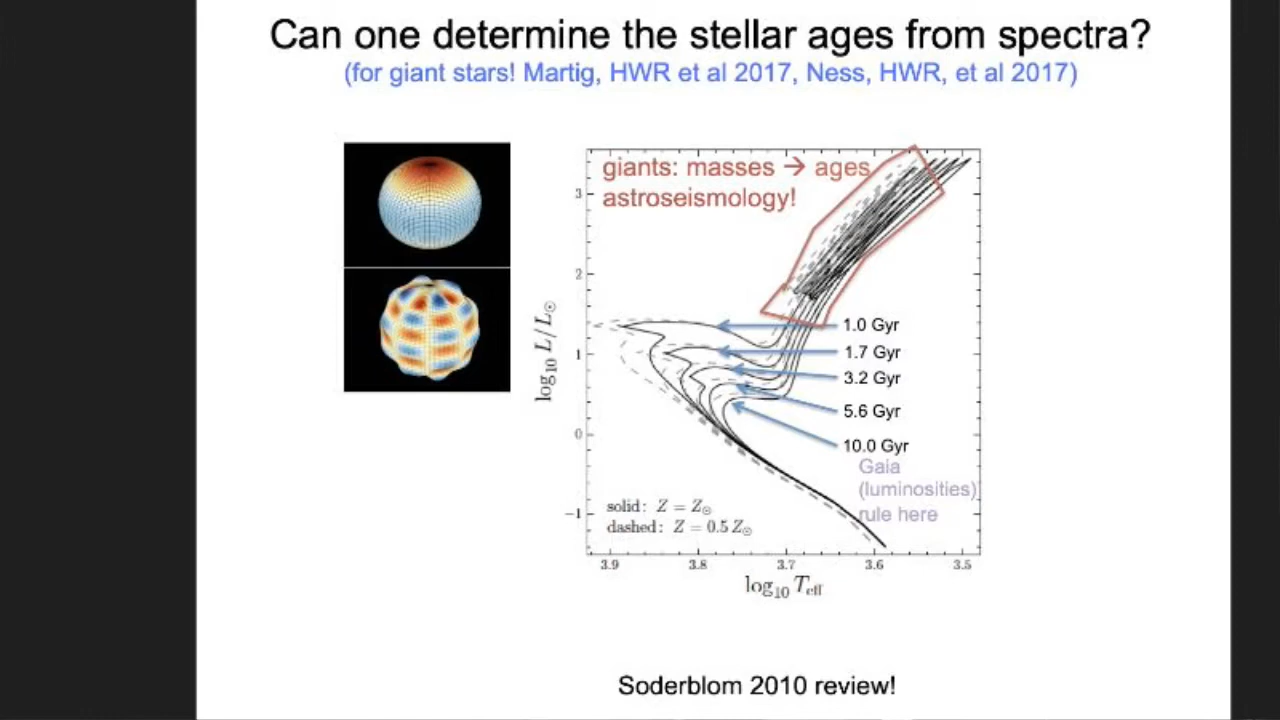 Can one determine the stellar ages from spectra?
(for giant stars! Martig, HWR et al 2017, Ness, HWR, et al 2017)
giants: masses → ages
astroseismology!
3
2
1
0
−1
log₁₀ L/L⊙
1.0 Gyr
1.7 Gyr
3.2 Gyr
5.6 Gyr
10.0 Gyr
Gaia
(luminosities)
rule here
solid: Z = Z⊙
dashed: Z = 0.5 Z⊙
3.9 3.8 3.7 3.6 3.5
log₁₀ Teff
Soderblom 2010 review!